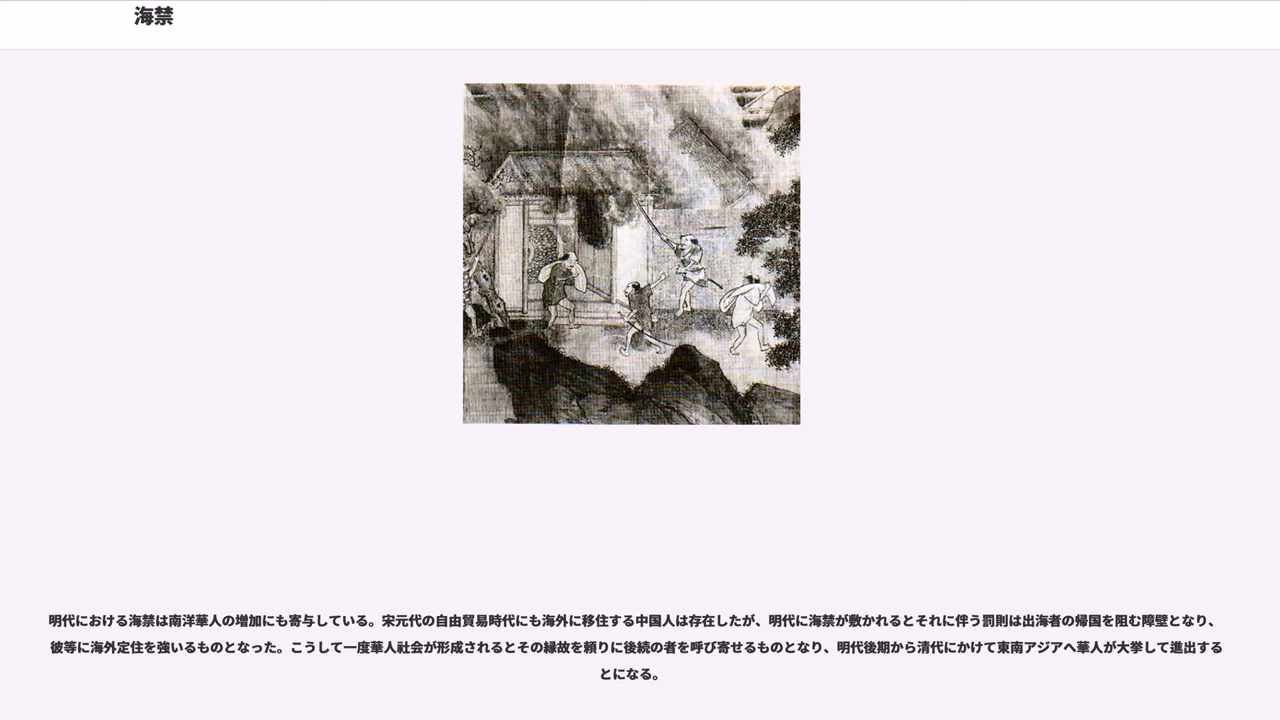 海禁
明代における海禁は南洋華人の増加にも寄与している。宋元代の自由貿易時代にも海外に移住する中国人は存在したが、明代に海禁が敷かれるとそれに伴う罰則は出海者の帰国を阻む障壁となり、
彼等に海外定住を強いるものとなった。こうして一度華人社会が形成されるとその縁故を頼りに後続の者を呼び寄せるものとなり、明代後期から清代にかけて東南アジアへ華人が大挙して進出する
とになる。